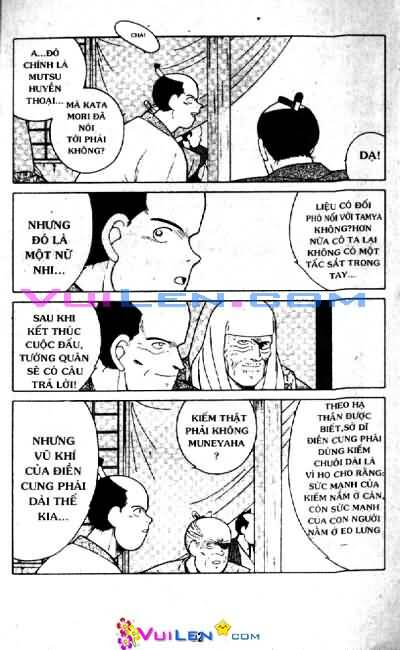 CHÀ!
A...ĐÓ
CHÍNH LÀ
MUTSU
HUYỀN
THOẠI...
MÀ KATA
MORI ĐÃ
NÓI
TỚI PHẢI
KHÔNG?
DẠ!
NHƯNG
ĐÓ LÀ
MỘT NỮ
NHI...
LIỆU CÓ ĐỐI
PHÓ NỔI VỚI TAMYA
KHÔNG?HƠN
NỮA CÔ TA LẠI
KHÔNG CÓ MỘT
TẤC SẮT TRONG
TAY...
VUILEN.COM
SAU KHI
KẾT THÚC
CUỘC ĐẤU,
TƯỚNG QUÂN
SẼ CÓ CÂU
TRẢ LỜI!
NHƯNG
VŨ KHÍ
CỦA ĐIỀN
CUNG PHÁI
DÀI THẾ
KIA...
KIẾM THẬT
PHẢI KHÔNG
MUNEYAHA
?
THEO HẠ
THẦN ĐƯỢC
BIẾT,SỞ DĨ
ĐIỀN CUNG PHÁI
DÙNG KIẾM
CHUÔI DÀI LÀ
VÌ HỌ CHO RẰNG:
SỨC MẠNH CỦA
KIẾM NẰM Ở CÁN,
CÒN SỨC MẠNH
CỦA CON NGƯỜI
NẰM Ở EO LƯNG
VUILEN.COM